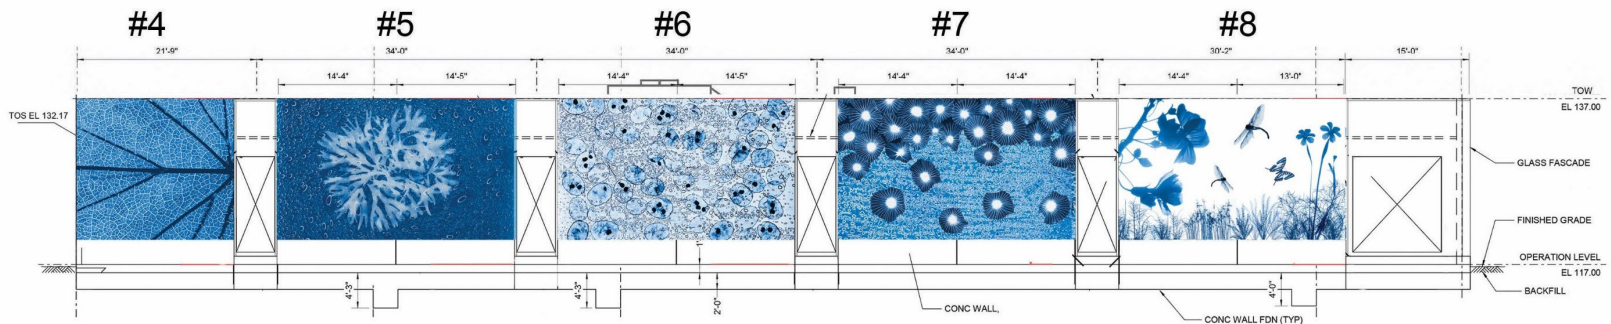 #4 #5 #6 #7 #8
21'-9" 34'-0" 34'-0" 34'-0" 30'-2" 15'-0"
14'-4" 14'-5" 14'-4" 14'-5" 14'-4" 14'-4" 14'-4" 13'-0"
TOW
EL 137.00
TOS EL 132.17
GLASS FASCADE
FINISHED GRADE
OPERATION LEVEL
EL 117.00
BACKFILL
4'-3" 4'-3" 2'-0" 4'-0"
CONC WALL,
CONC WALL FDN (TYP)